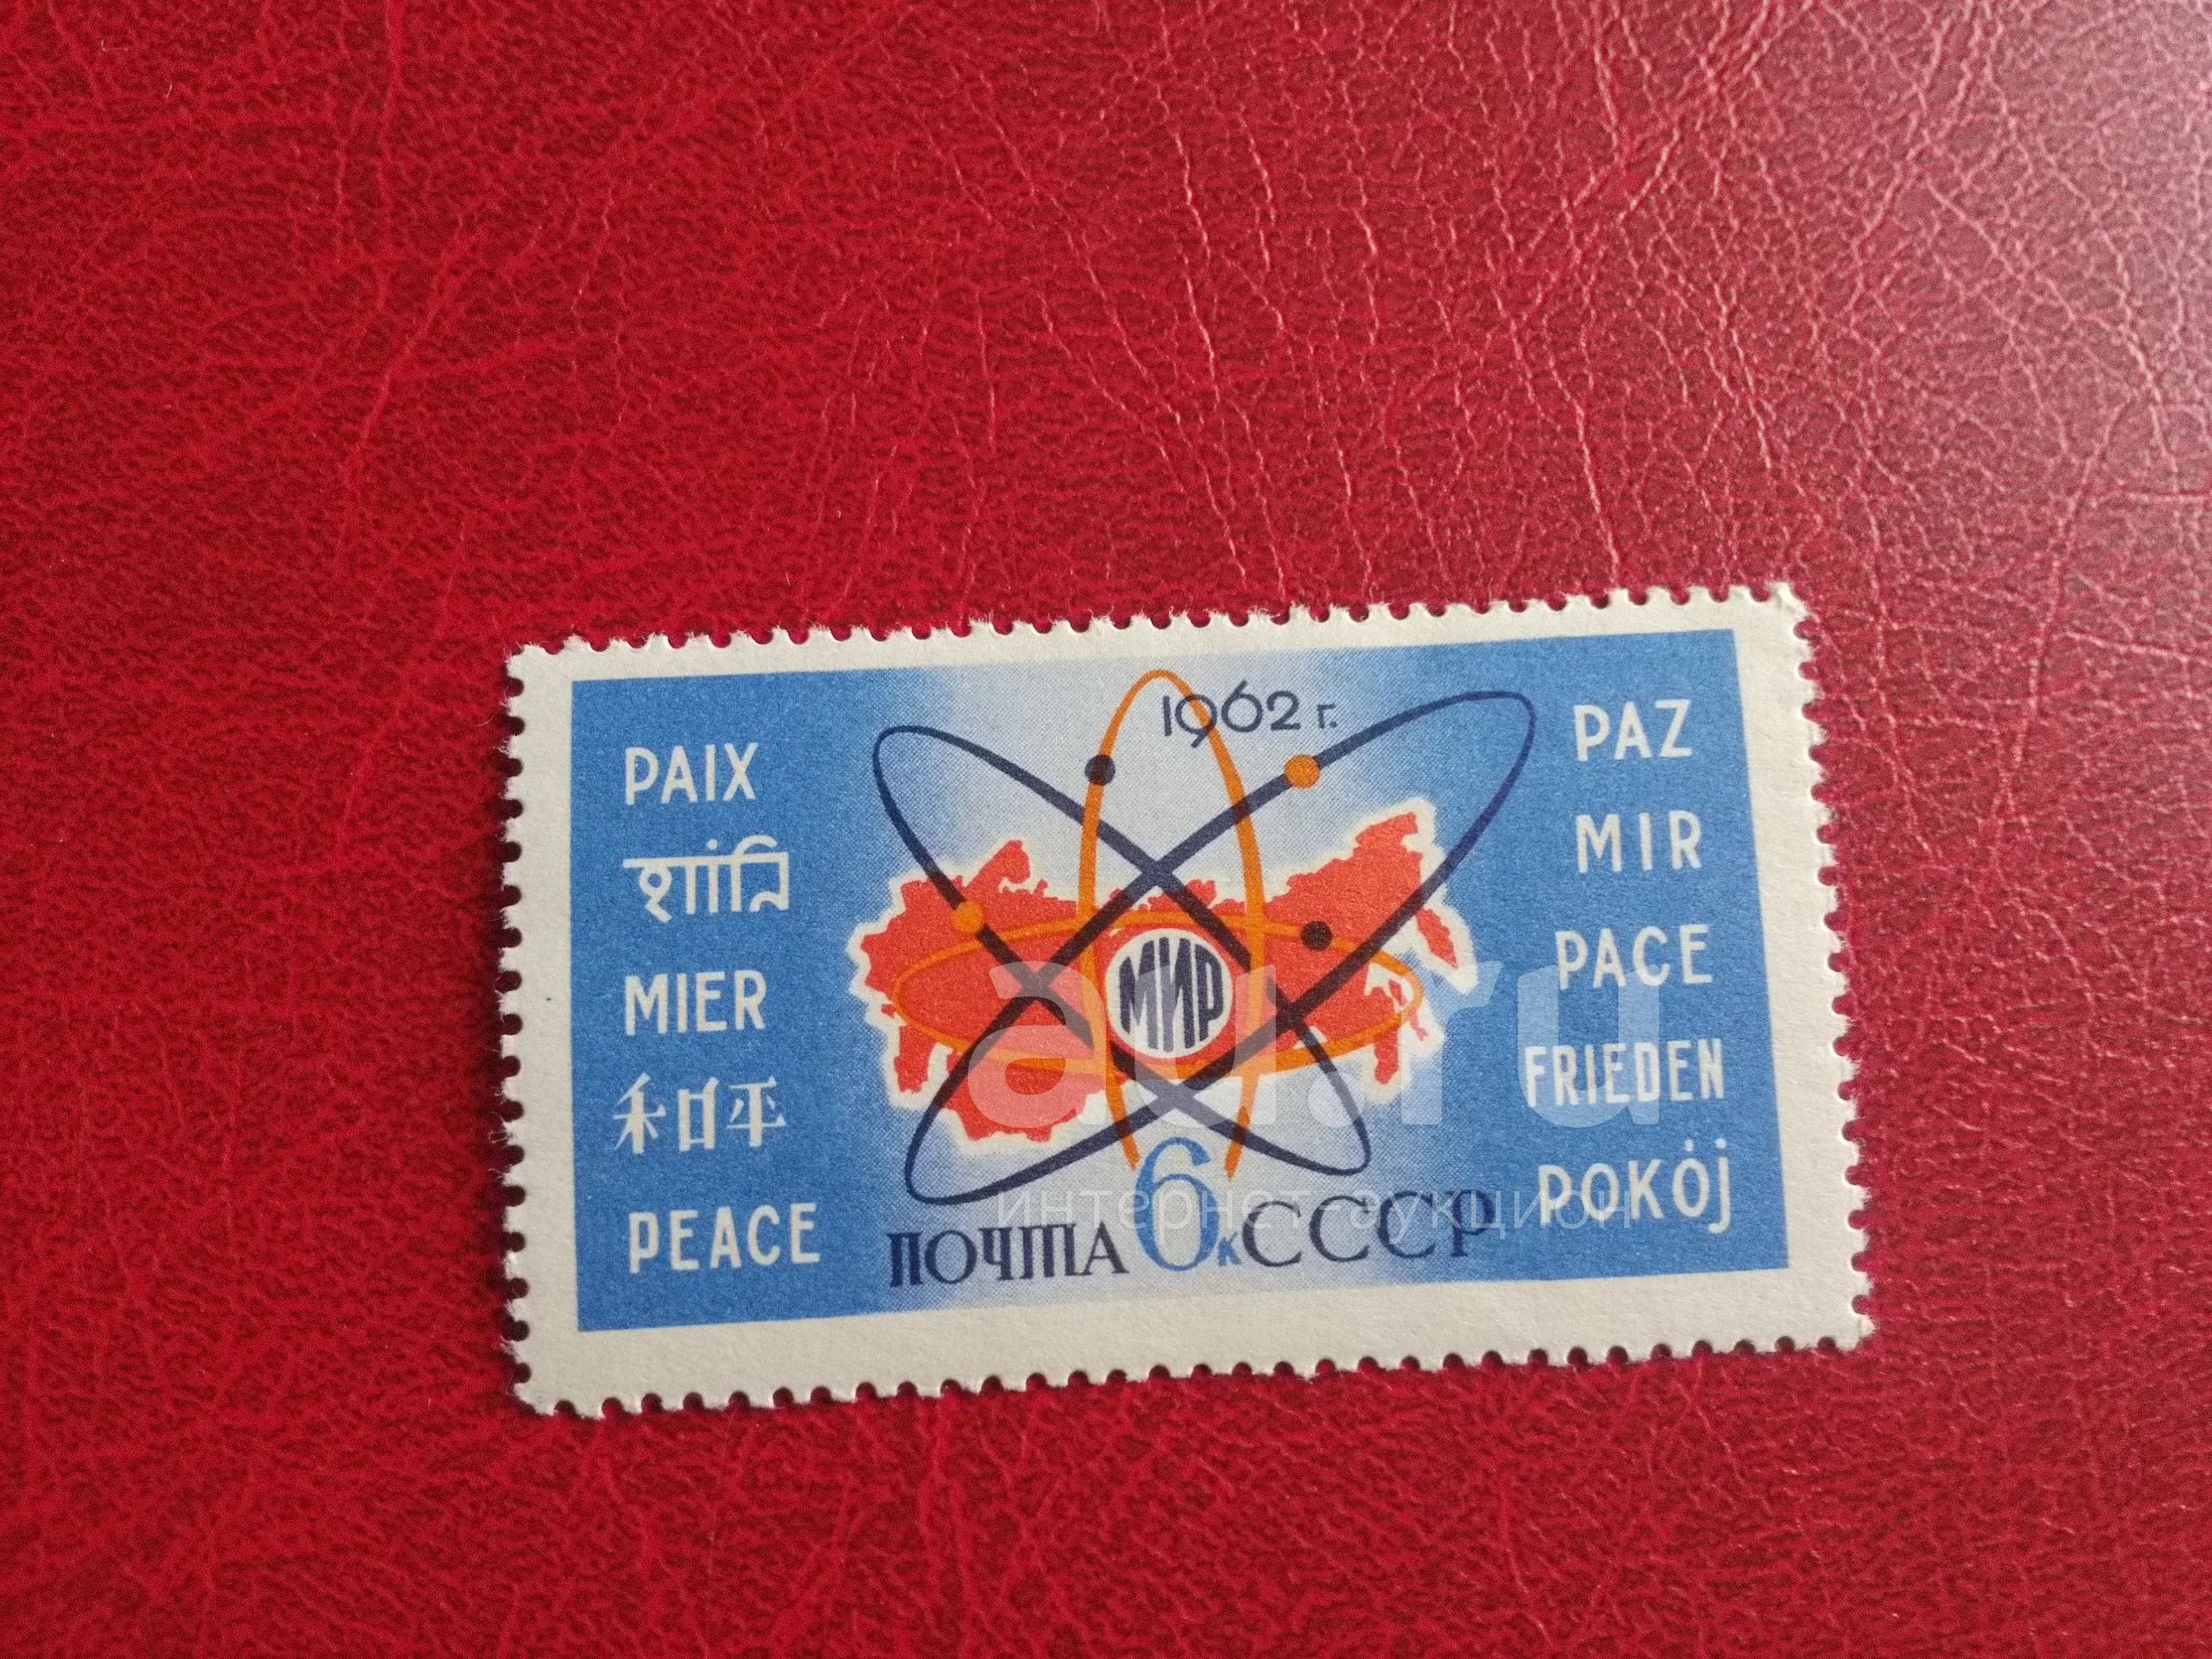 1962 г.
PAIX
शांति
MIER
和平
PEACE
МИР
PAZ
MIR
PACE
FRIEDEN
POKÓJ
ПОЧТА 6к СССР
au.ru
интернет-аукцион